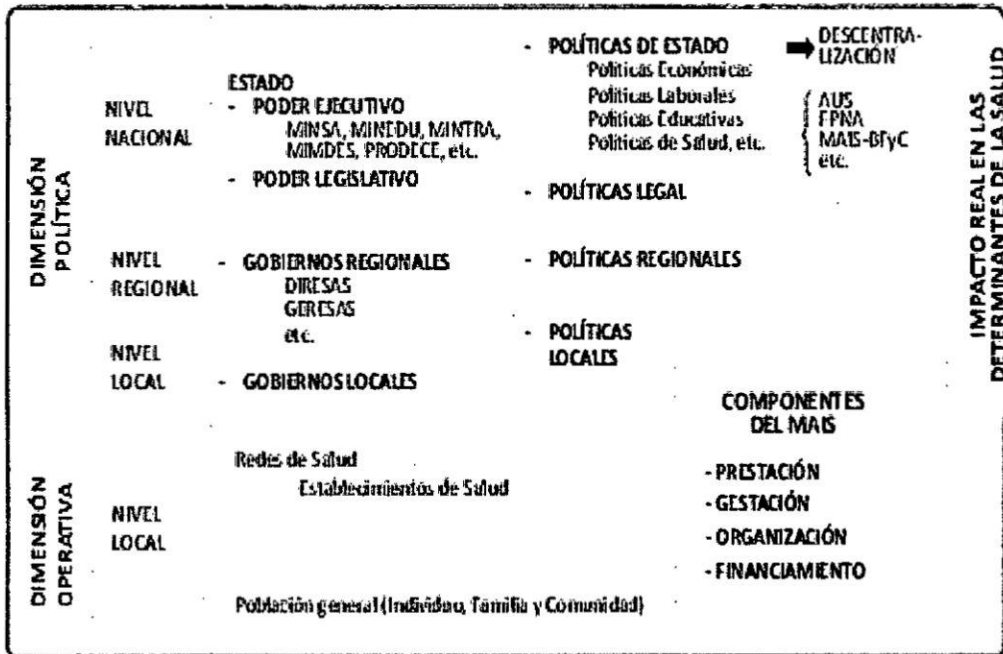 DIMENSIÓN
POLÍTICA
NIVEL
NACIONAL
ESTADO
- PODER EJECUTIVO
MINSA, MINEDU, MINTRA,
MIMDES, PRODECE, etc.
- PODER LEGISLATIVO
- POLÍTICAS DE ESTADO
Políticas Económicas
Políticas Laborales
Políticas Educativas
Políticas de Salud, etc.
DESCENTRA-
LIZACIÓN
AUS
FPNA
MAIS-BFyC
etc.
- POLÍTICAS LEGAL
NIVEL
REGIONAL
- GOBIERNOS REGIONALES
DIRESAS
GERESAS
etc.
- POLÍTICAS REGIONALES
NIVEL
LOCAL
- GOBIERNOS LOCALES
- POLÍTICAS
LOCALES
IMPACTO REAL EN LAS
DETERMINANTES DE LA SALUD
DIMENSIÓN
OPERATIVA
NIVEL
LOCAL
Redes de Salud
Establecimientos de Salud
Población general (Individuo, Familia y Comunidad)
COMPONENTES
DEL MAIS
- PRESTACIÓN
- GESTACIÓN
- ORGANIZACIÓN
- FINANCIAMIENTO